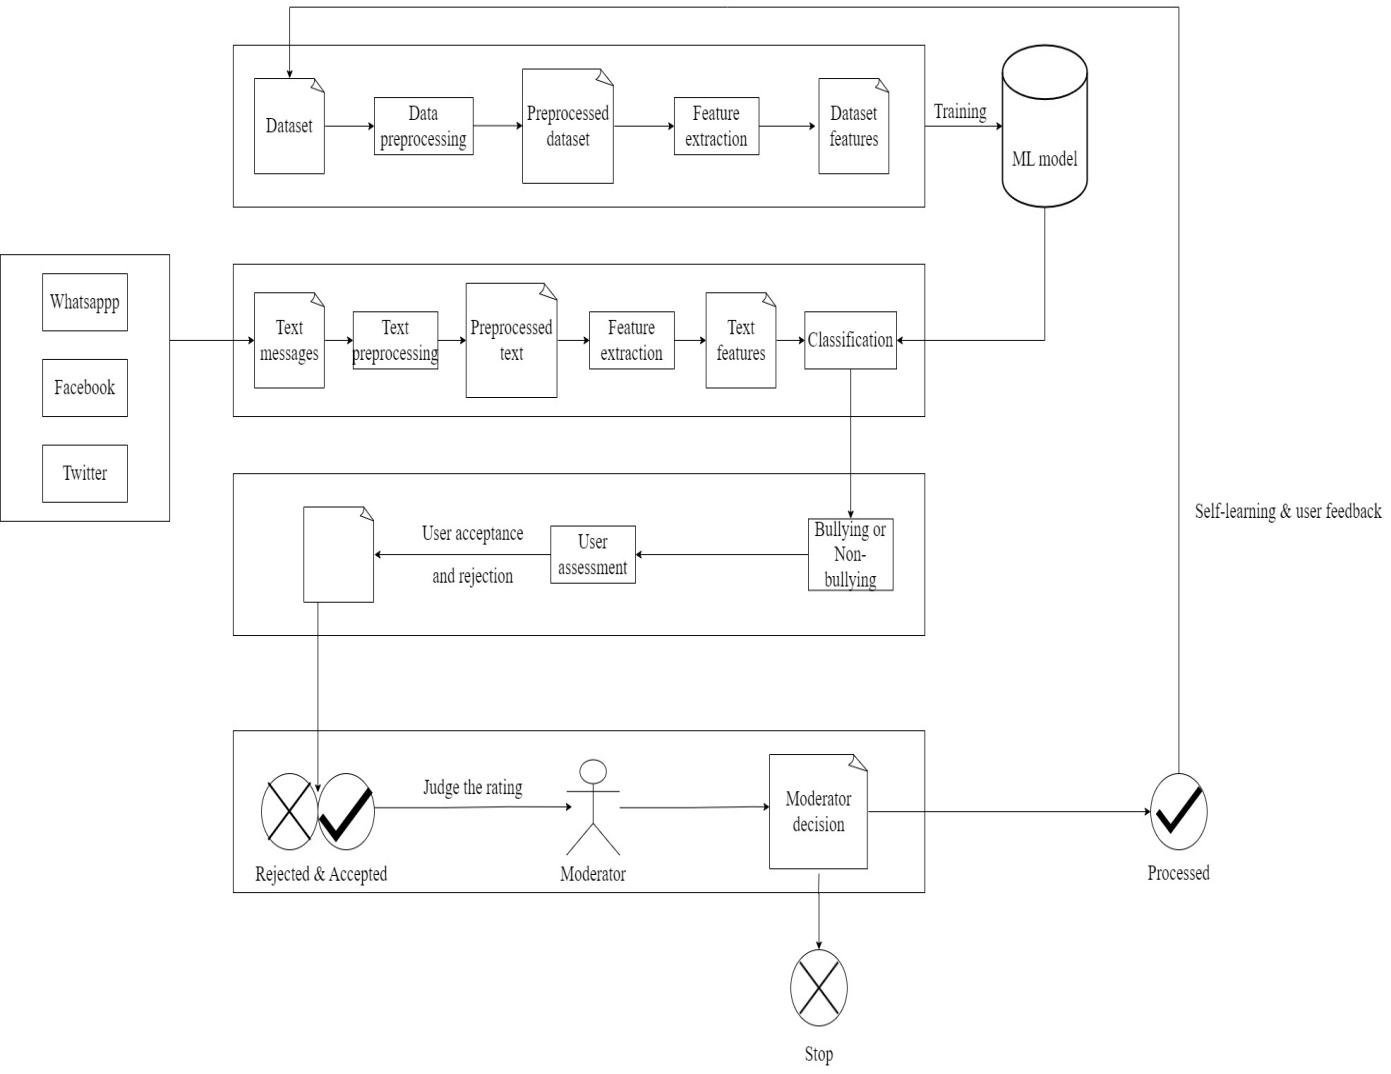 Dataset
Data
preprocessing
Preprocessed
dataset
Feature
extraction
Dataset
features
Training
ML model
Whatsappp
Facebook
Twitter
Text
messages
Text
preprocessing
Preprocessed
text
Feature
extraction
Text
features
Classification
User acceptance
and rejection
User
assessment
Bullying or
Non-
bullying
Self-learning & user feedback
Rejected & Accepted
Judge the rating
Moderator
Moderator
decision
Processed
Stop